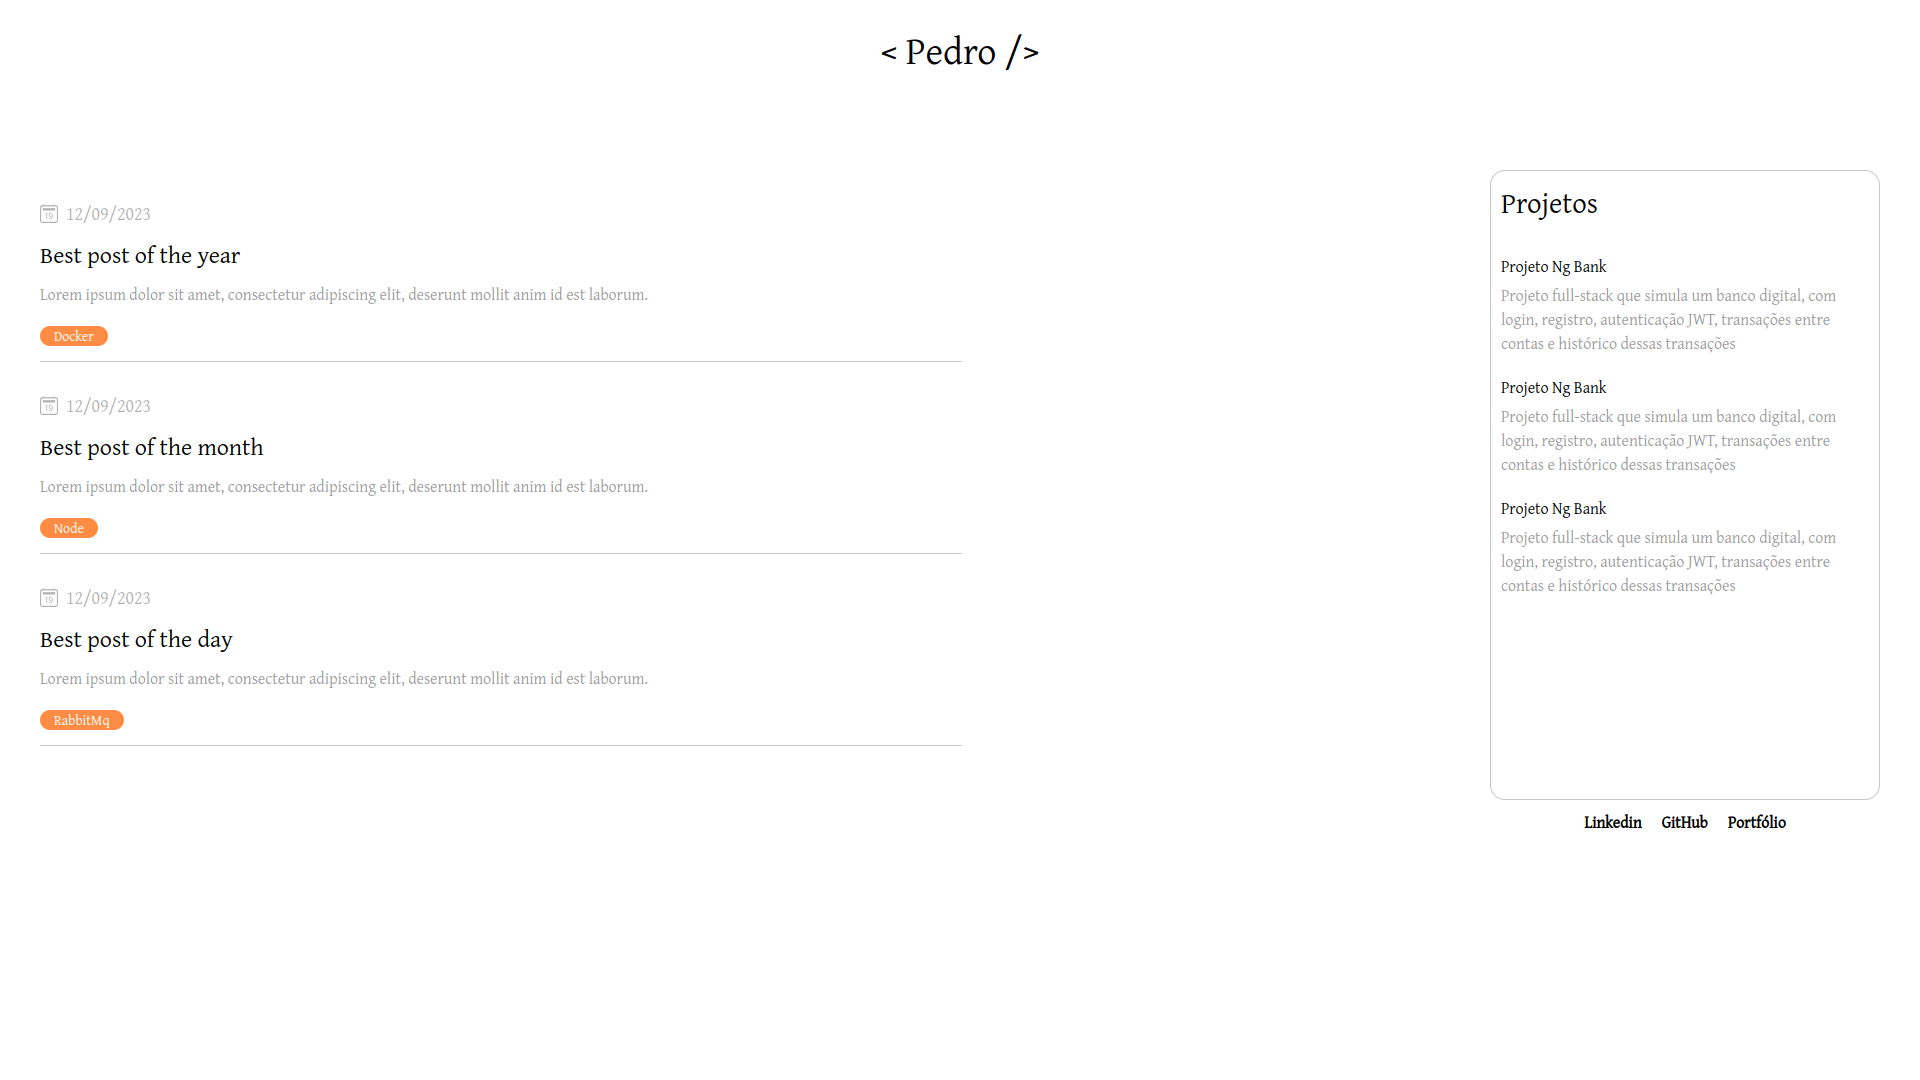 < Pedro />
12/09/2023
Best post of the year
Lorem ipsum dolor sit amet, consectetur adipiscing elit, deserunt mollit anim id est laborum.
Docker
12/09/2023
Best post of the month
Lorem ipsum dolor sit amet, consectetur adipiscing elit, deserunt mollit anim id est laborum.
Node
12/09/2023
Best post of the day
Lorem ipsum dolor sit amet, consectetur adipiscing elit, deserunt mollit anim id est laborum.
RabbitMq
Projetos
Projeto Ng Bank
Projeto full-stack que simula um banco digital, com
login, registro, autenticação JWT, transações entre
contas e histórico dessas transações
Projeto Ng Bank
Projeto full-stack que simula um banco digital, com
login, registro, autenticação JWT, transações entre
contas e histórico dessas transações
Projeto Ng Bank
Projeto full-stack que simula um banco digital, com
login, registro, autenticação JWT, transações entre
contas e histórico dessas transações
Linkedin GitHub Portfólio